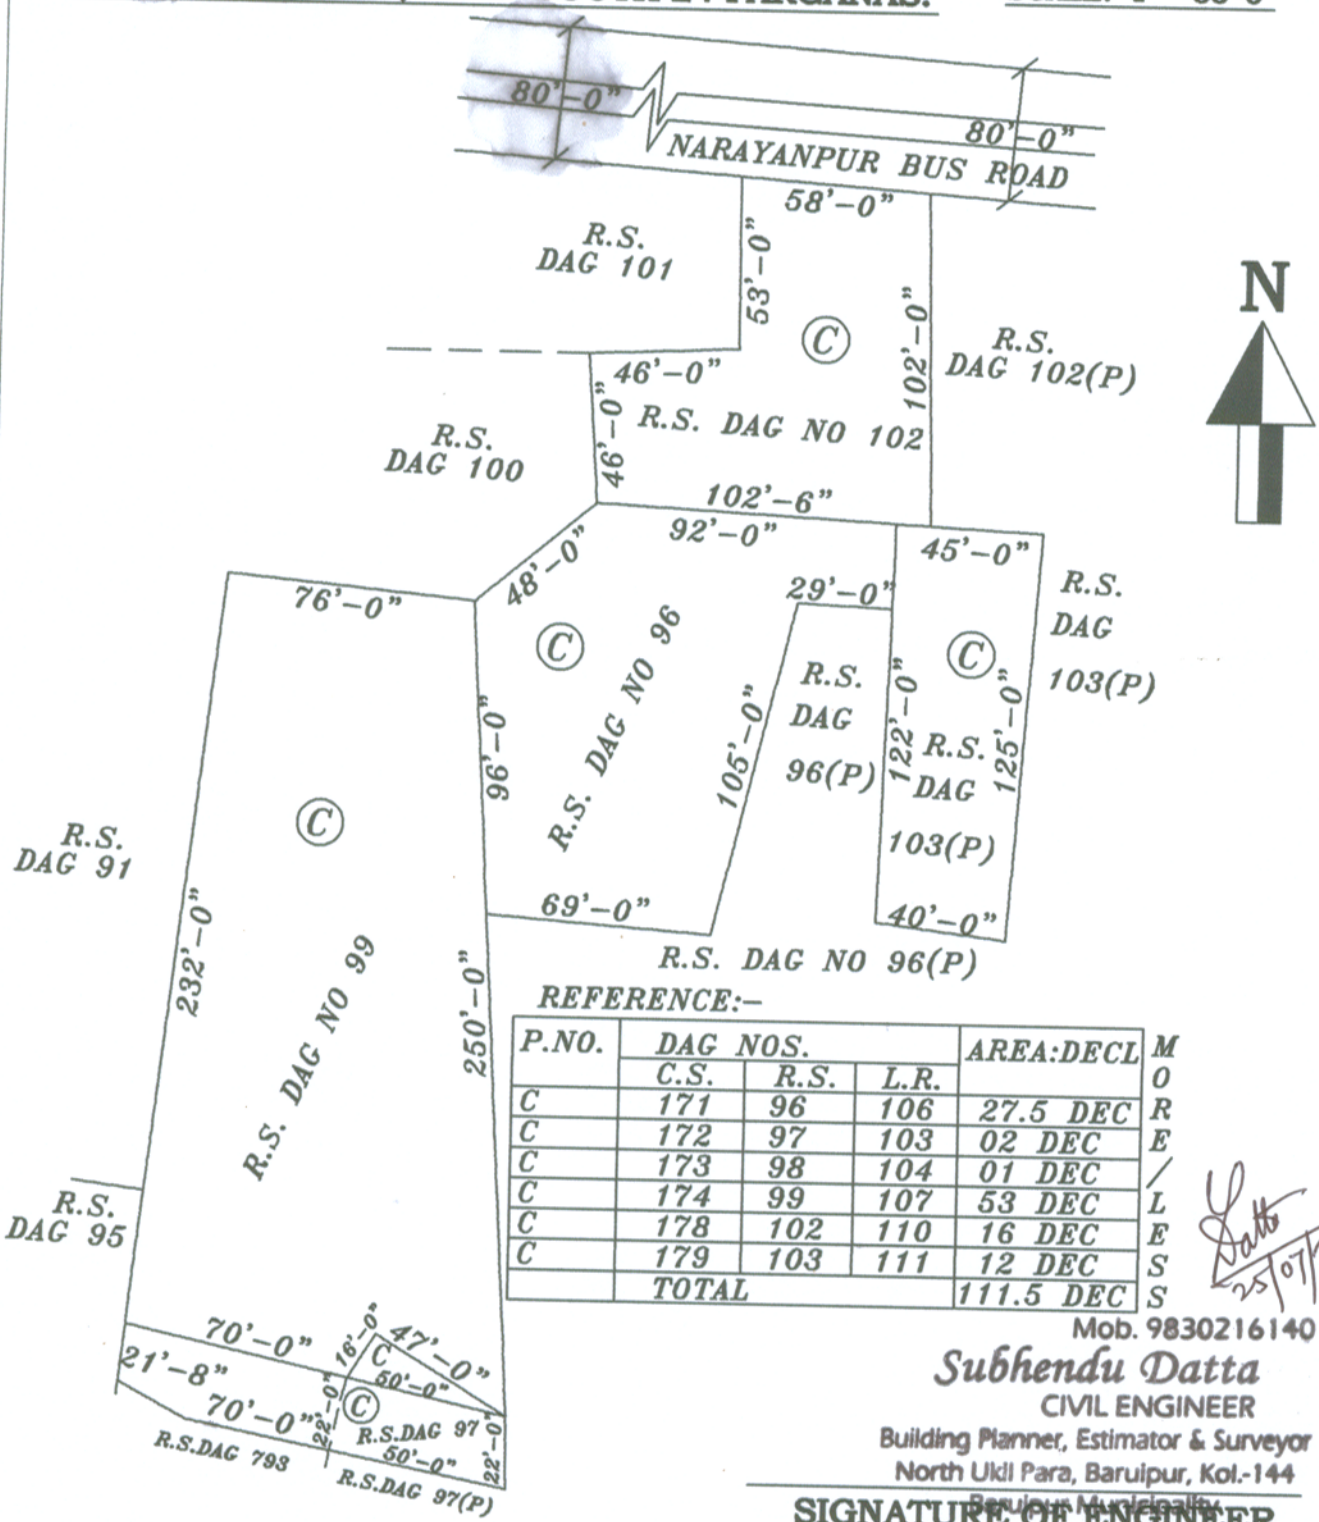 80'-0"
80'-0"
NARAYANPUR BUS ROAD
58'-0"
R.S.
DAG 101
53'-0"
C
102'-0"
R.S.
DAG 102(P)
N
46'-0"
46'-0"
R.S. DAG NO 102
R.S.
DAG 100
102'-6"
92'-0"
45'-0"
48'-0"
76'-0"
29'-0"
R.S.
DAG
103(P)
C
R.S. DAG NO 96
C
R.S.
DAG
96(P)
122'-0"
125'-0"
R.S.
DAG
103(P)
96'-0"
105'-0"
C
R.S.
DAG 91
232'-0"
69'-0"
40'-0"
R.S. DAG NO 96(P)
R.S. DAG NO 99
250'-0"
REFERENCE:-
P.NO. DAG NOS. AREA:DECL
C.S. R.S. L.R.
C 171 96 106 27.5 DEC
C 172 97 103 02 DEC
C 173 98 104 01 DEC
C 174 99 107 53 DEC
C 178 102 110 16 DEC
C 179 103 111 12 DEC
TOTAL 111.5 DEC
MORE/LESS
R.S.
DAG 95
Datta
25/07/
70'-0"
16'-0"
47'-0"
C
50'-0"
21'-8"
70'-0"
22'-0"
C
R.S.DAG 97
50'-0"
22'-0"
R.S.DAG 793
R.S.DAG 97(P)
Mob. 9830216140
Subhendu Datta
CIVIL ENGINEER
Building Planner, Estimator & Surveyor
North Ukil Para, Baruipur, Kol.-144
Baruipur Municipality
SIGNATURE OF ENGINEER